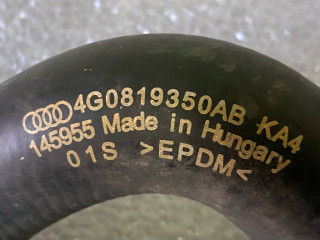 4G0819350AB KA4
145955 Made in Hungary
01S >EPDM<